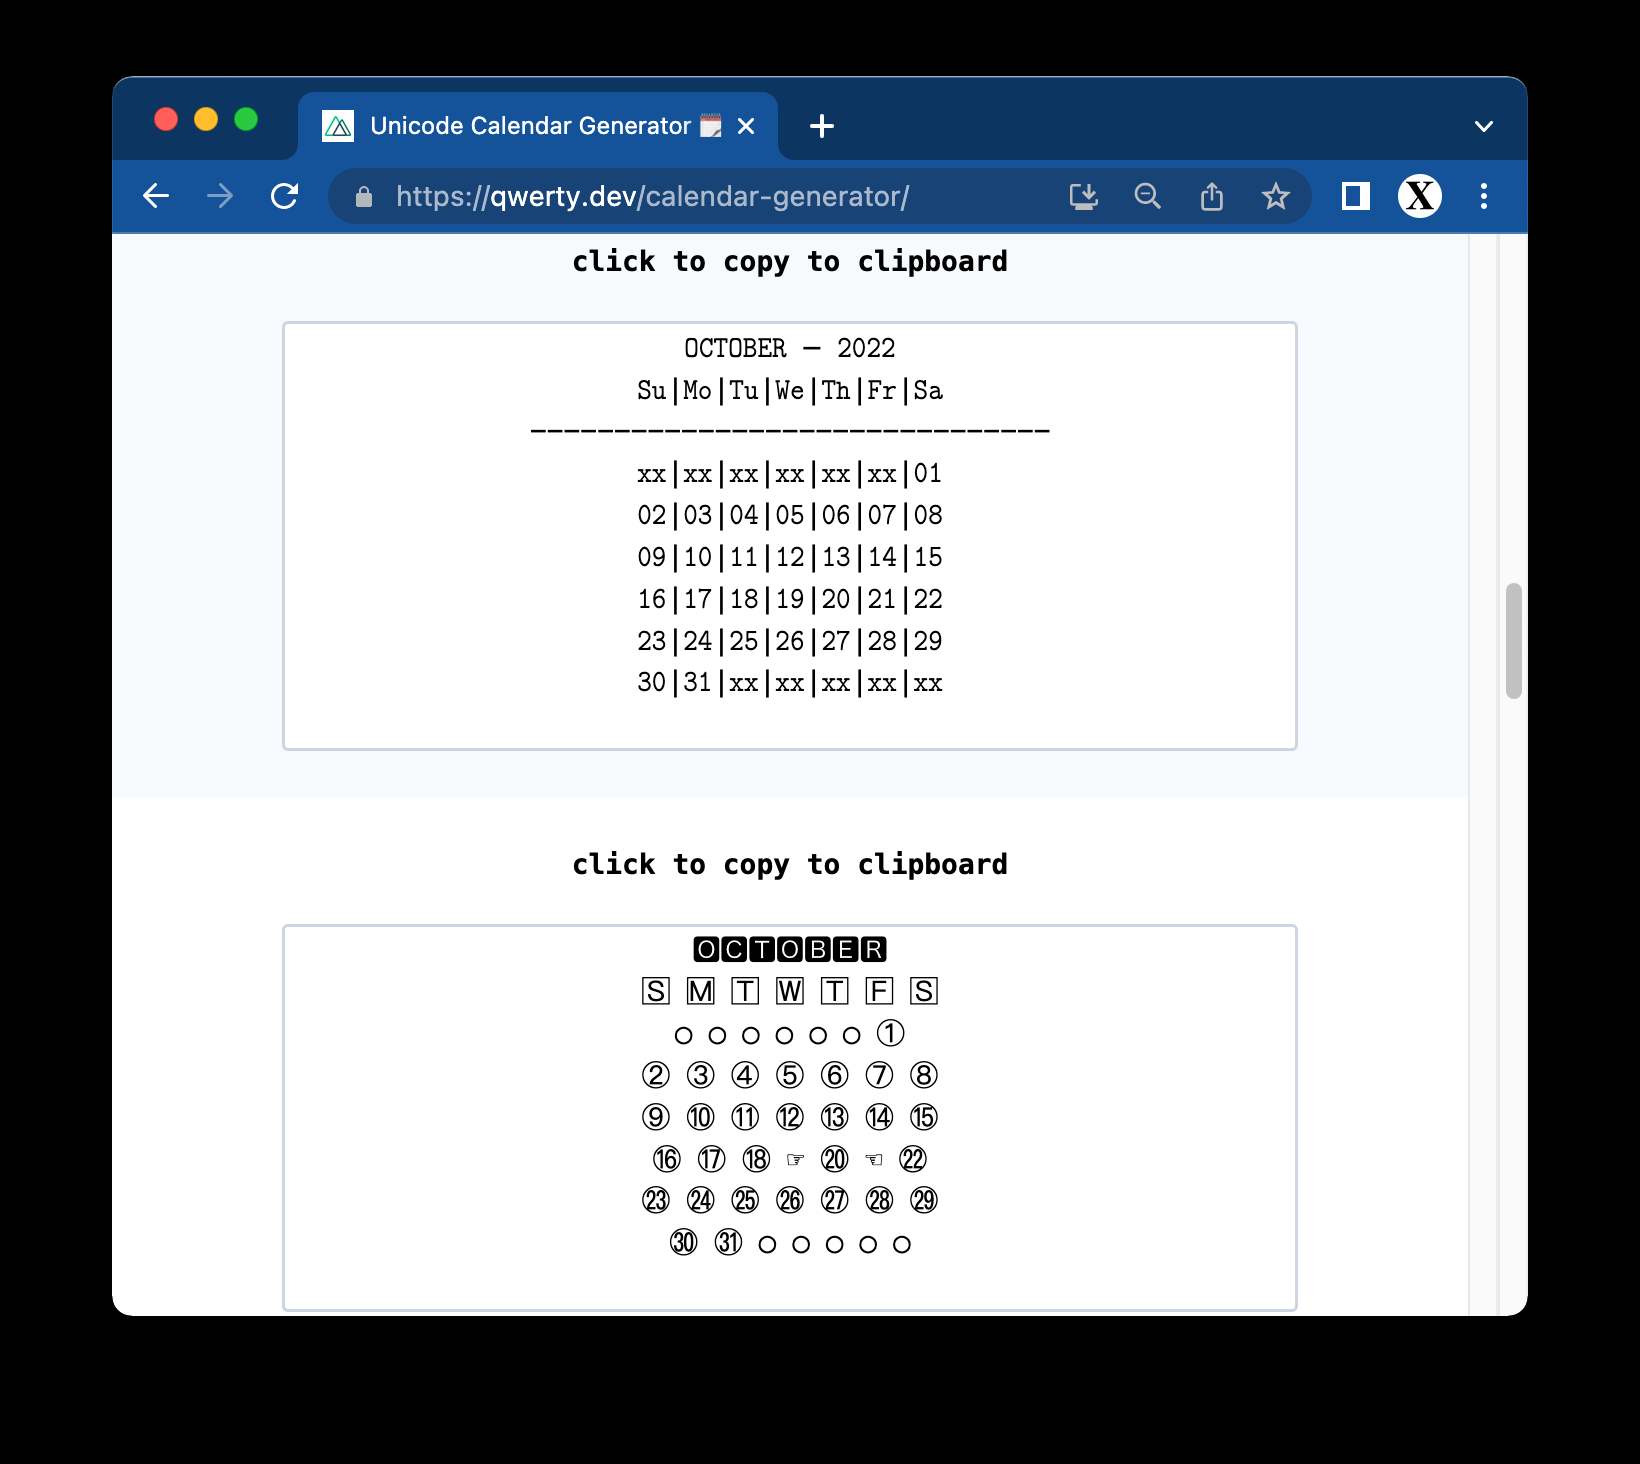 Unicode Calendar Generator 🗓
https://qwerty.dev/calendar-generator/
X
click to copy to clipboard
OCTOBER – 2022
Su|Mo|Tu|We|Th|Fr|Sa
–––––––––––––––––––––––––––––––
xx|xx|xx|xx|xx|xx|01
02|03|04|05|06|07|08
09|10|11|12|13|14|15
16|17|18|19|20|21|22
23|24|25|26|27|28|29
30|31|xx|xx|xx|xx|xx
click to copy to clipboard
🅾🅲🆃🅾🅱🅴🆁
🅂 🄼 🅃 🅆 🅃 🄵 🅂
○ ○ ○ ○ ○ ○ ①
② ③ ④ ⑤ ⑥ ⑦ ⑧
⑨ ⑩ ⑪ ⑫ ⑬ ⑭ ⑮
⑯ ⑰ ⑱ ☞ ⑳ ☜ ㉒
㉓ ㉔ ㉕ ㉖ ㉗ ㉘ ㉙
㉚ ㉛ ○ ○ ○ ○ ○